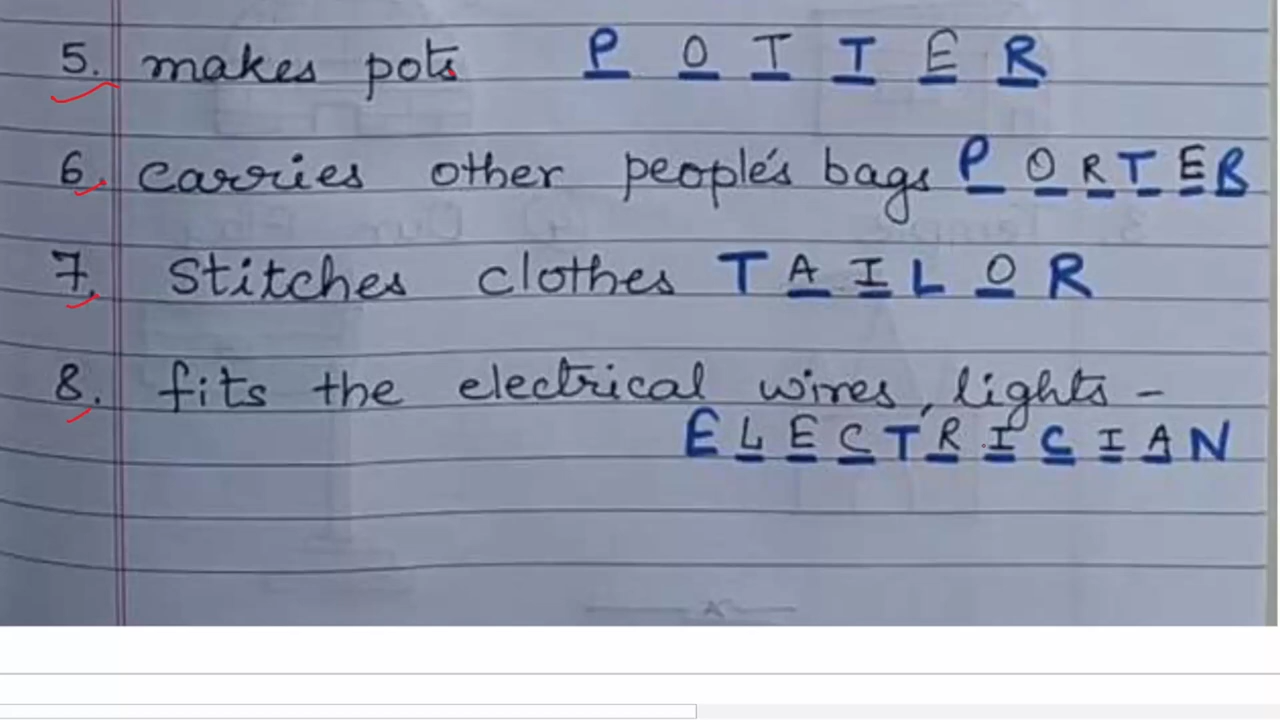 5. makes pots P O T T E R
6. carries other people's bags P O R T E R
7. Stitches clothes T A I L O R
8. fits the electrical wires, lights -
E L E C T R I C I A N